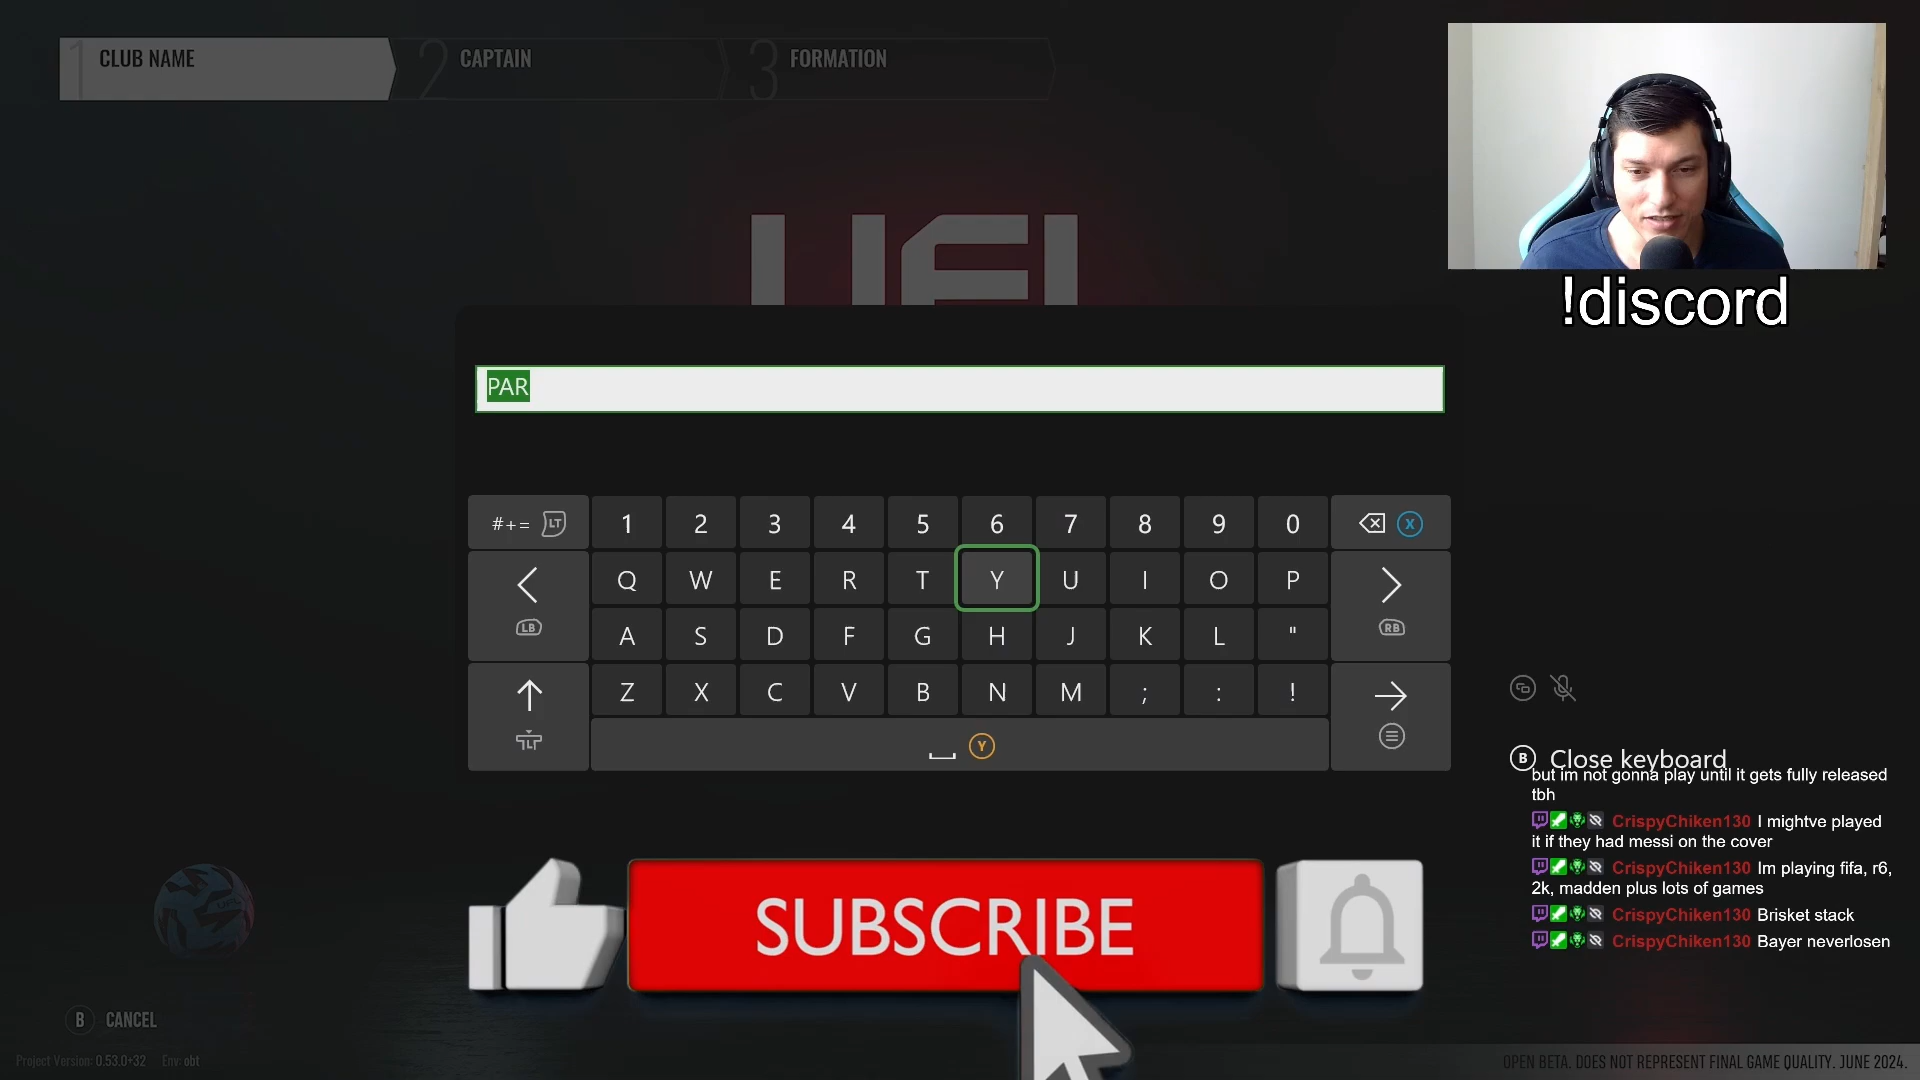 1 CLUB NAME
2 CAPTAIN
3 FORMATION
UFL
!discord
PAR
#+= LT 1 2 3 4 5 6 7 8 9 0 X
Q W E R T Y U I O P
LB A S D F G H J K L " RB
Z X C V B N M ; : !
LT
Y
B Close keyboard
but im not gonna play until it gets fully released
tbh
CrispyChiken130 I mightve played
it if they had messi on the cover
CrispyChiken130 Im playing fifa, r6,
2k, madden plus lots of games
CrispyChiken130 Brisket stack
CrispyChiken130 Bayer neverlosen
SUBSCRIBE
B CANCEL
Project Version: 0.53.0+32 Env: obt
OPEN BETA. DOES NOT REPRESENT FINAL GAME QUALITY. JUNE 2024.